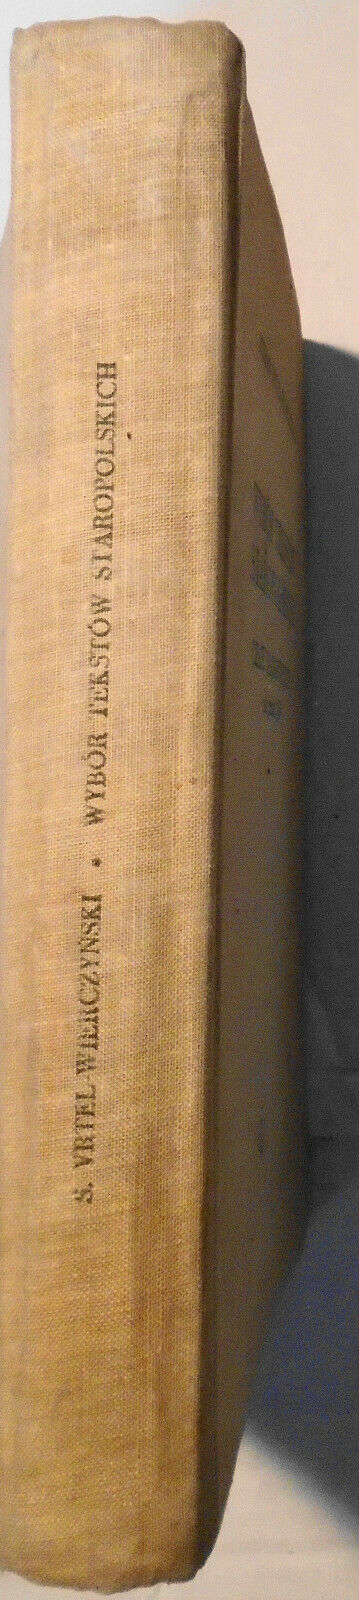 S. VRTEL-WIERCZYŃSKI • WYBÓR TEKSTÓW STAROPOLSKICH